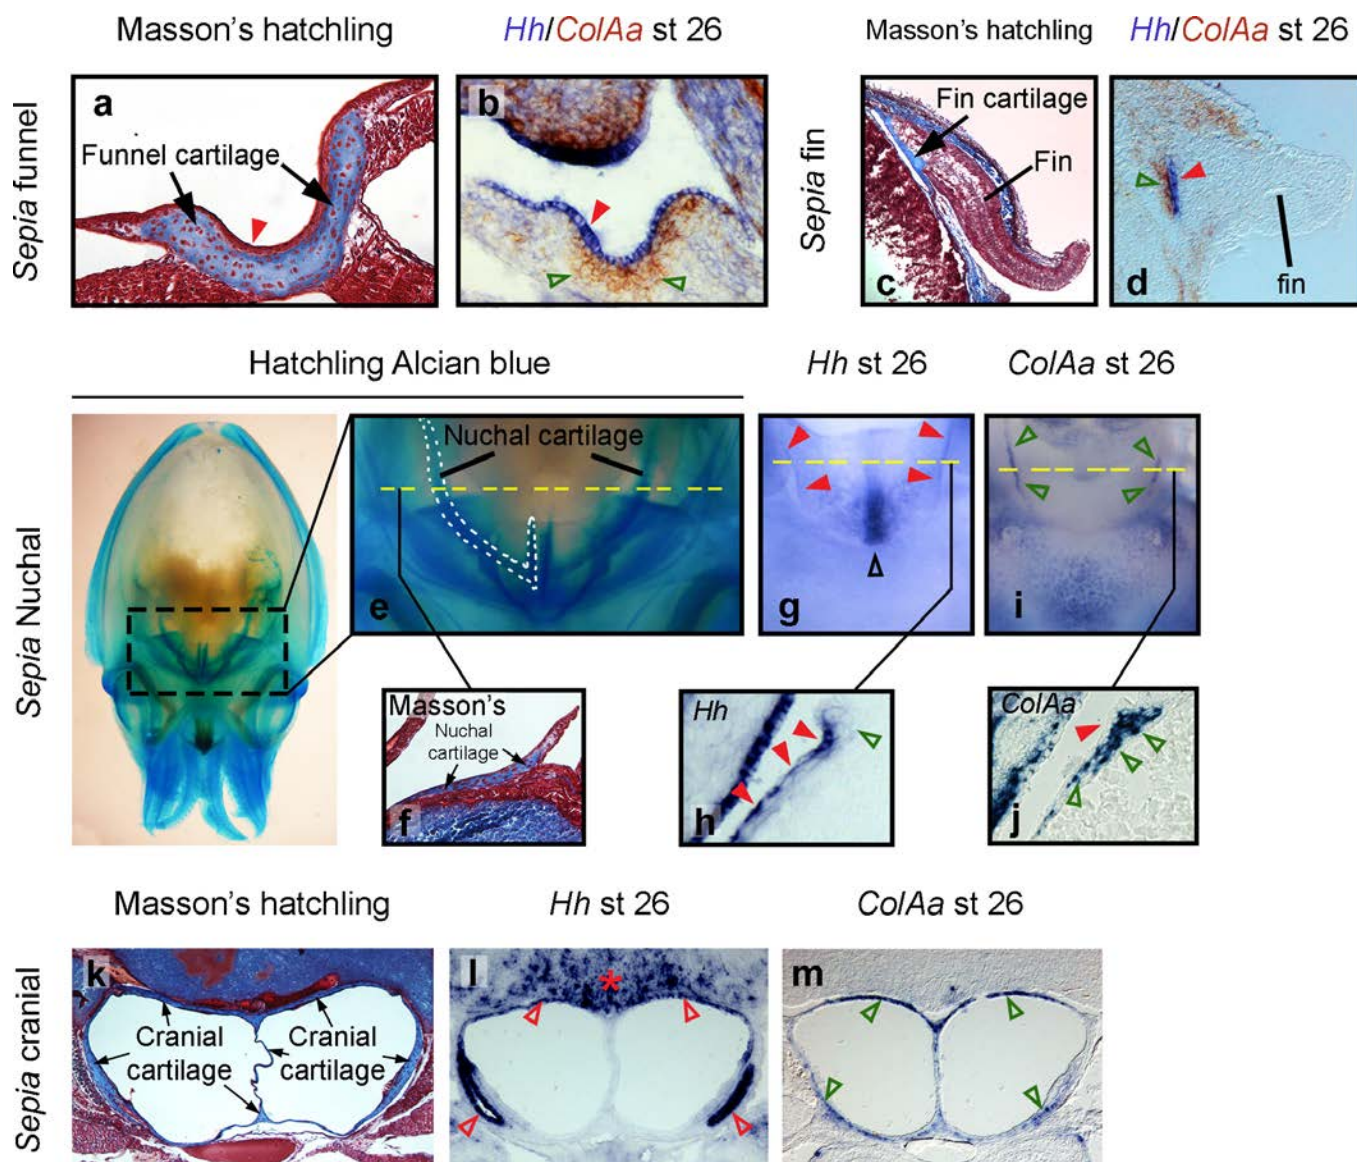 Masson's hatchling
Hh/ColAa st 26
Masson's hatchling
Hh/ColAa st 26
Sepia funnel
a
Funnel cartilage
b
Sepia fin
Fin cartilage
Fin
c
d
fin
Hatchling Alcian blue
Hh st 26
ColAa st 26
Sepia Nuchal
Nuchal cartilage
e
g
i
Masson's
Nuchal
cartilage
f
Hh
h
ColAa
j
Masson's hatchling
Hh st 26
ColAa st 26
Sepia cranial
k
Cranial
cartilage
Cranial
cartilage
l
*
m